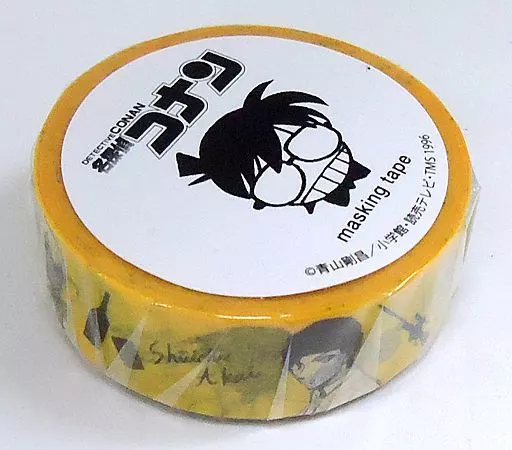 DETECTIVE CONAN
名探偵
コナン
masking tape
©青山剛昌/小学館・読売テレビ・TMS 1996
Shuichi
Akai